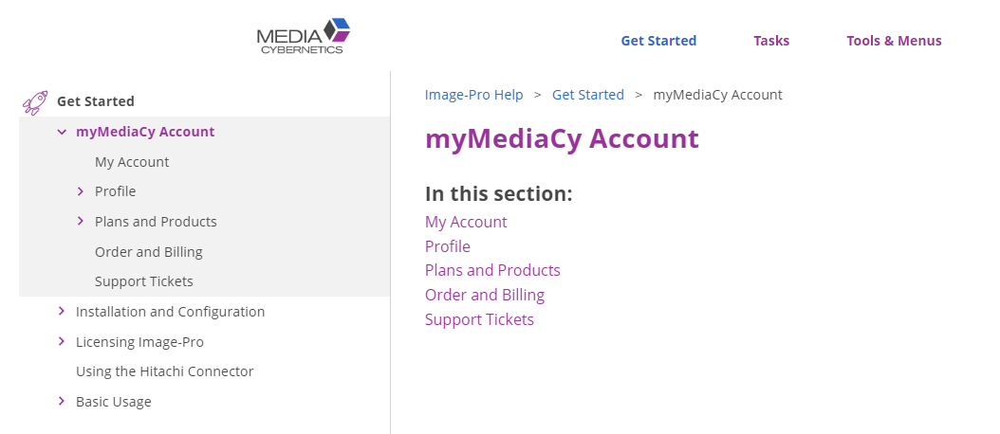 MEDIA
CYBERNETICS
Get Started
Tasks
Tools & Menus
Get Started
myMediaCy Account
My Account
Profile
Plans and Products
Order and Billing
Support Tickets
Installation and Configuration
Licensing Image-Pro
Using the Hitachi Connector
Basic Usage
Image-Pro Help > Get Started > myMediaCy Account
myMediaCy Account
In this section:
My Account
Profile
Plans and Products
Order and Billing
Support Tickets